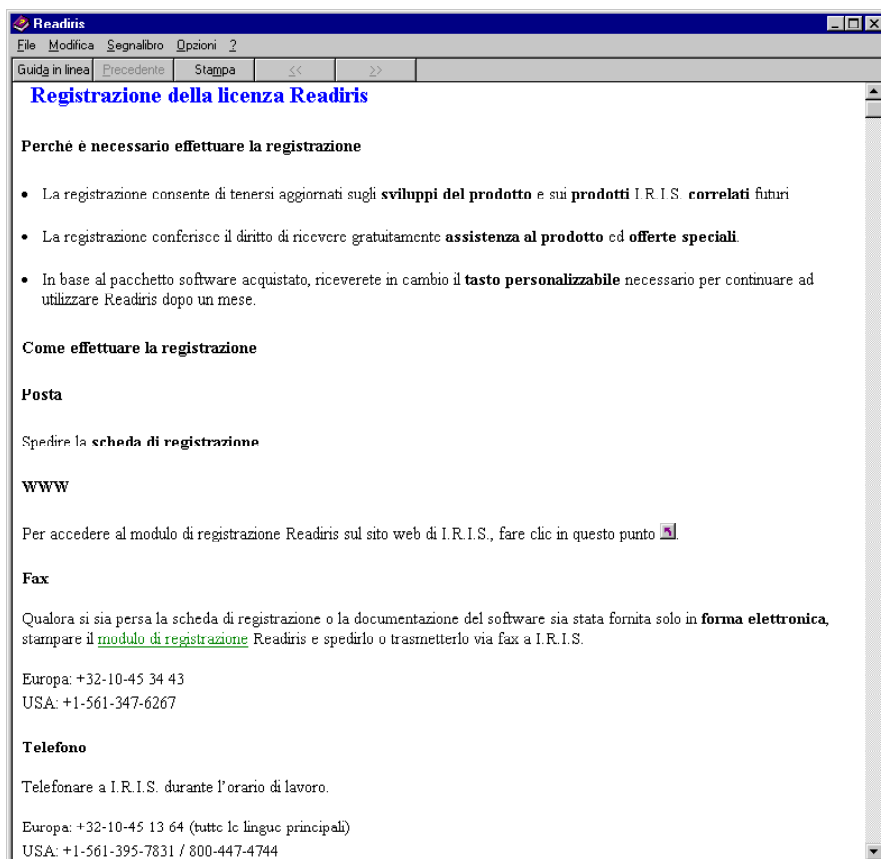 Readiris
File Modifica Segnalibro Opzioni ?
Guida in linea Precedente Stampa << >>
Registrazione della licenza Readiris
Perché è necessario effettuare la registrazione
• La registrazione consente di tenersi aggiornati sugli sviluppi del prodotto e sui prodotti I.R.I.S. correlati futuri
• La registrazione conferisce il diritto di ricevere gratuitamente assistenza al prodotto ed offerte speciali.
• In base al pacchetto software acquistato, riceverete in cambio il tasto personalizzabile necessario per continuare ad
utilizzare Readiris dopo un mese.
Come effettuare la registrazione
Posta
Spedire la scheda di registrazione
WWW
Per accedere al modulo di registrazione Readiris sul sito web di I.R.I.S., fare clic in questo punto .
Fax
Qualora si sia persa la scheda di registrazione o la documentazione del software sia stata fornita solo in forma elettronica,
stampare il modulo di registrazione Readiris e spedirlo o trasmetterlo via fax a I.R.I.S.
Europa: +32-10-45 34 43
USA: +1-561-347-6267
Telefono
Telefonare a I.R.I.S. durante l'orario di lavoro.
Europa: +32-10-45 13 64 (tutte le lingue principali)
USA: +1-561-395-7831 / 800-447-4744